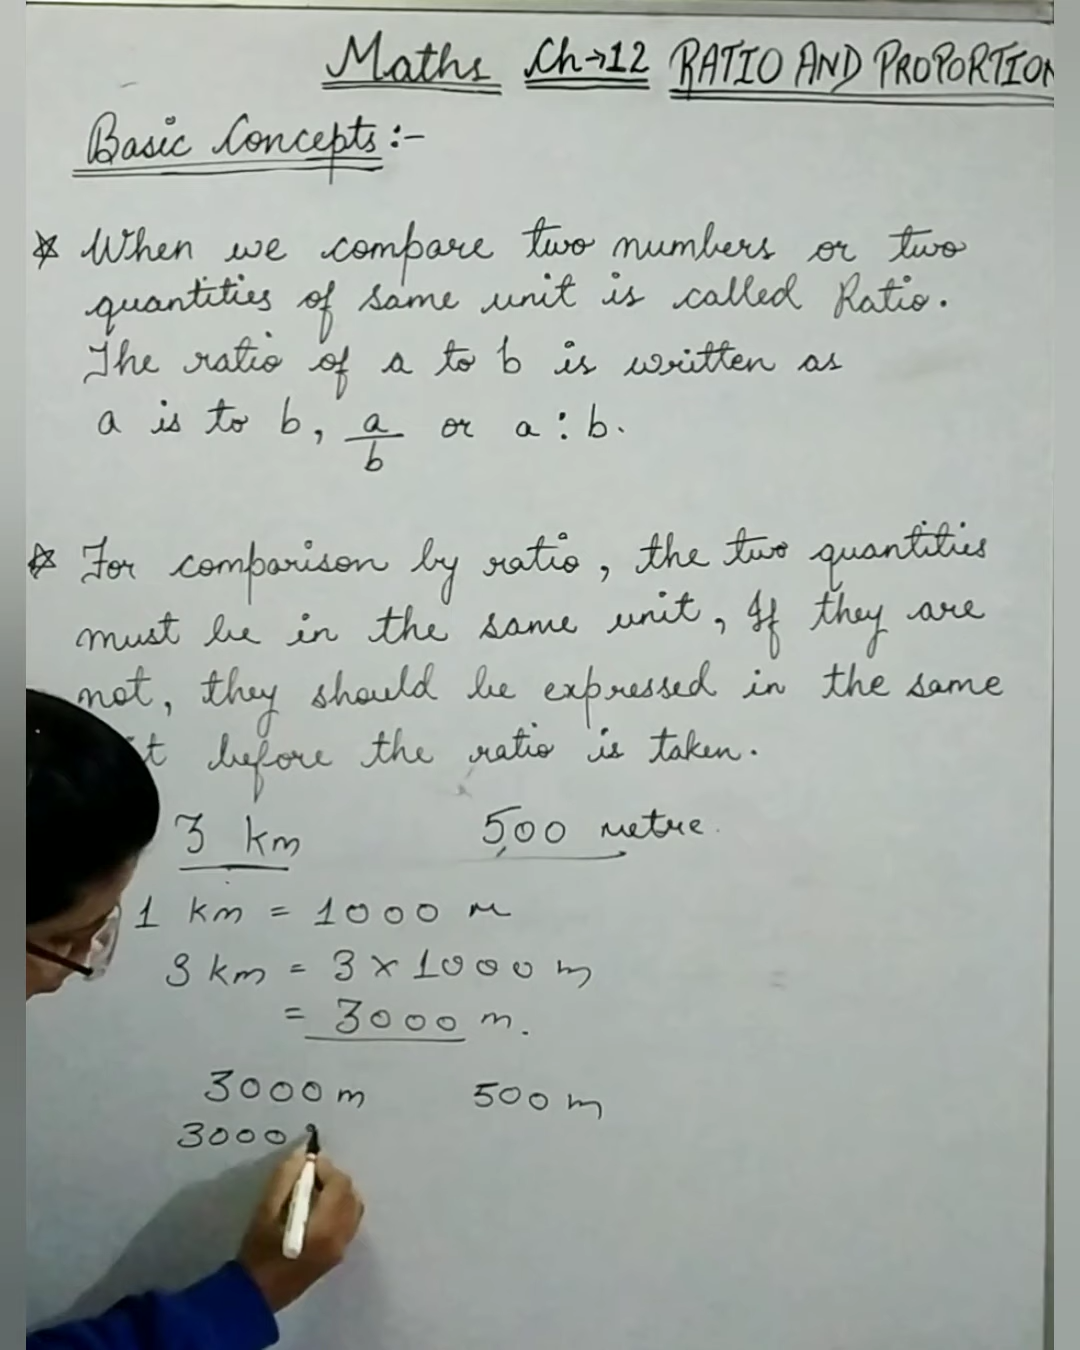 Maths Ch→12 RATIO AND PROPORTION
Basic Concepts :-
When we compare two numbers or two
quantities of same unit is called Ratio.
The ratio of a to b is written as
a is to b, a/b or a : b.
For comparison by ratio, the two quantities
must be in the same unit, If they are
not, they should be expressed in the same
before the ratio is taken.
3 km 500 metre.
1 km = 1000 m
3 km = 3 × 1000 m
= 3000 m.
3000 m 500 m
3000